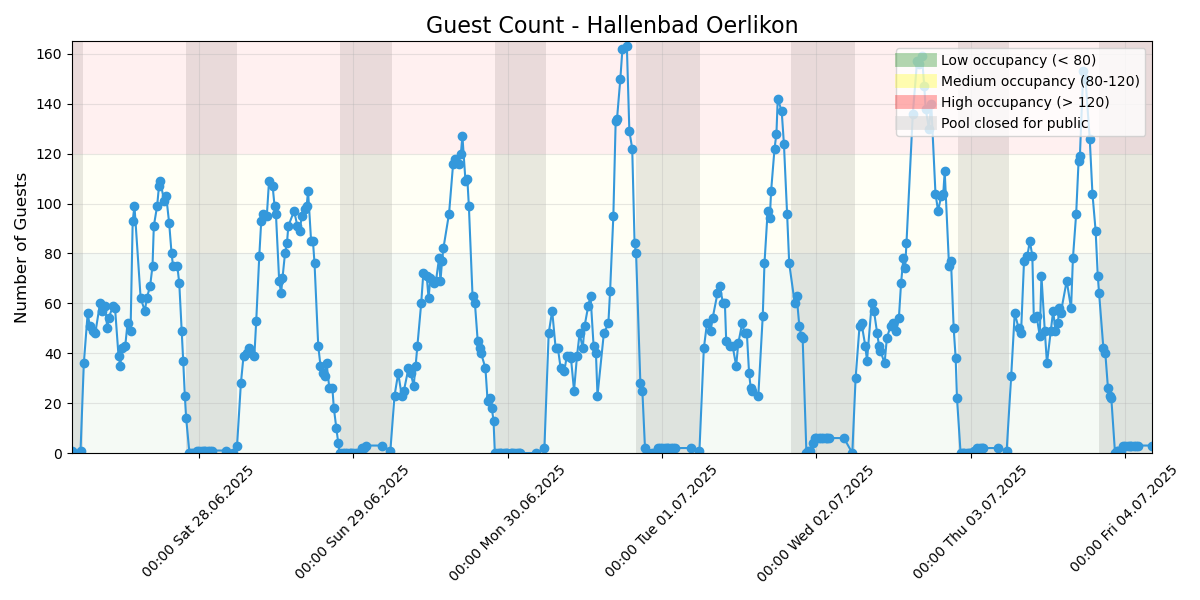 Guest Count - Hallenbad Oerlikon
Number of Guests
160
140
120
100
80
60
40
20
0
Low occupancy (< 80)
Medium occupancy (80-120)
High occupancy (> 120)
Pool closed for public
00:00 Sat 28.06.2025
00:00 Sun 29.06.2025
00:00 Mon 30.06.2025
00:00 Tue 01.07.2025
00:00 Wed 02.07.2025
00:00 Thu 03.07.2025
00:00 Fri 04.07.2025